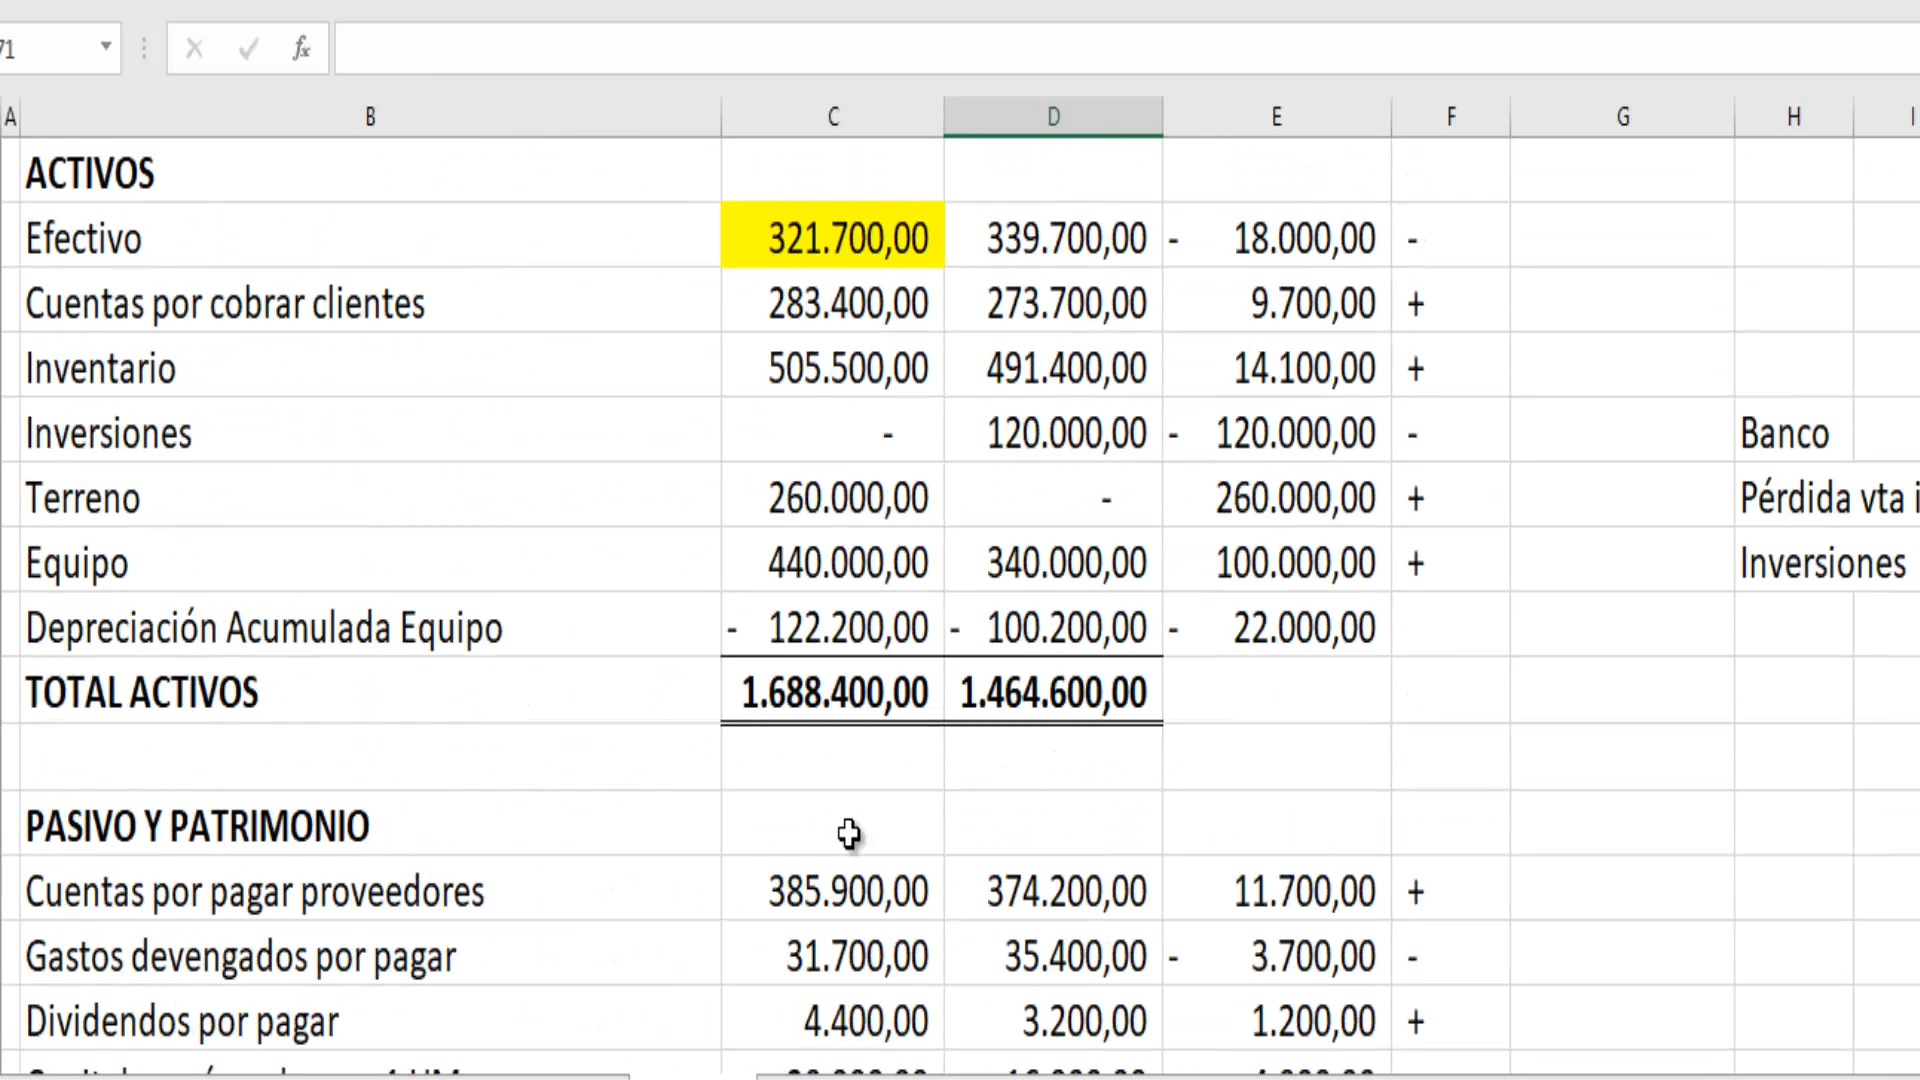 71 fx
A B C D E F G H I
ACTIVOS
Efectivo 321.700,00 339.700,00 - 18.000,00 -
Cuentas por cobrar clientes 283.400,00 273.700,00 9.700,00 +
Inventario 505.500,00 491.400,00 14.100,00 +
Inversiones - 120.000,00 - 120.000,00 - Banco
Terreno 260.000,00 - 260.000,00 + Pérdida vta i
Equipo 440.000,00 340.000,00 100.000,00 + Inversiones
Depreciación Acumulada Equipo - 122.200,00 - 100.200,00 - 22.000,00
TOTAL ACTIVOS 1.688.400,00 1.464.600,00
PASIVO Y PATRIMONIO
Cuentas por pagar proveedores 385.900,00 374.200,00 11.700,00 +
Gastos devengados por pagar 31.700,00 35.400,00 - 3.700,00 -
Dividendos por pagar 4.400,00 3.200,00 1.200,00 +